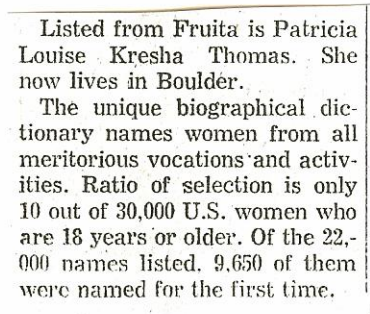 Listed from Fruita is Patricia
Louise Kresha Thomas. She
now lives in Boulder.
The unique biographical dic-
tionary names women from all
meritorious vocations and activ-
ities. Ratio of selection is only
10 out of 30,000 U.S. women who
are 18 years or older. Of the 22,-
000 names listed, 9,650 of them
were named for the first time.